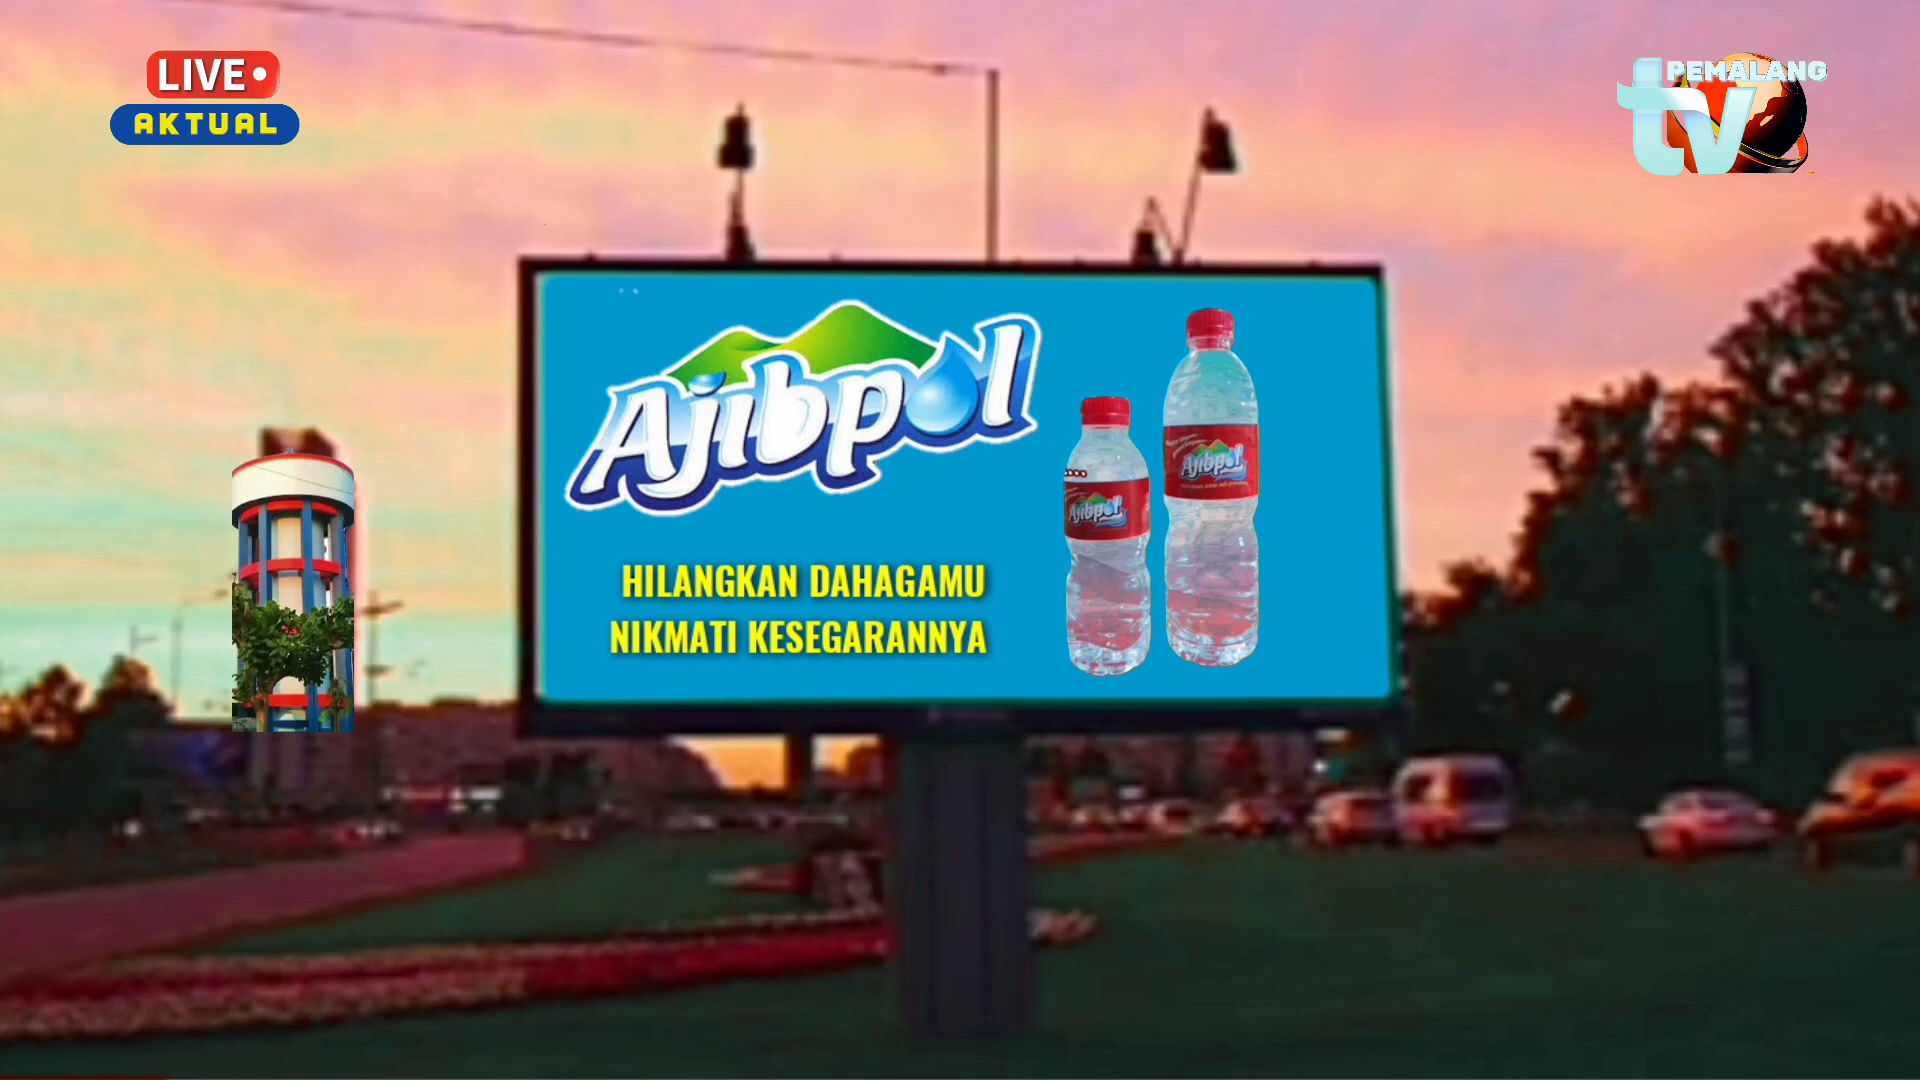 LIVE
AKTUAL
PEMALANG
tv
Ajibpol
Ajibpol
Ajibpol
HILANGKAN DAHAGAMU
NIKMATI KESEGARANNYA